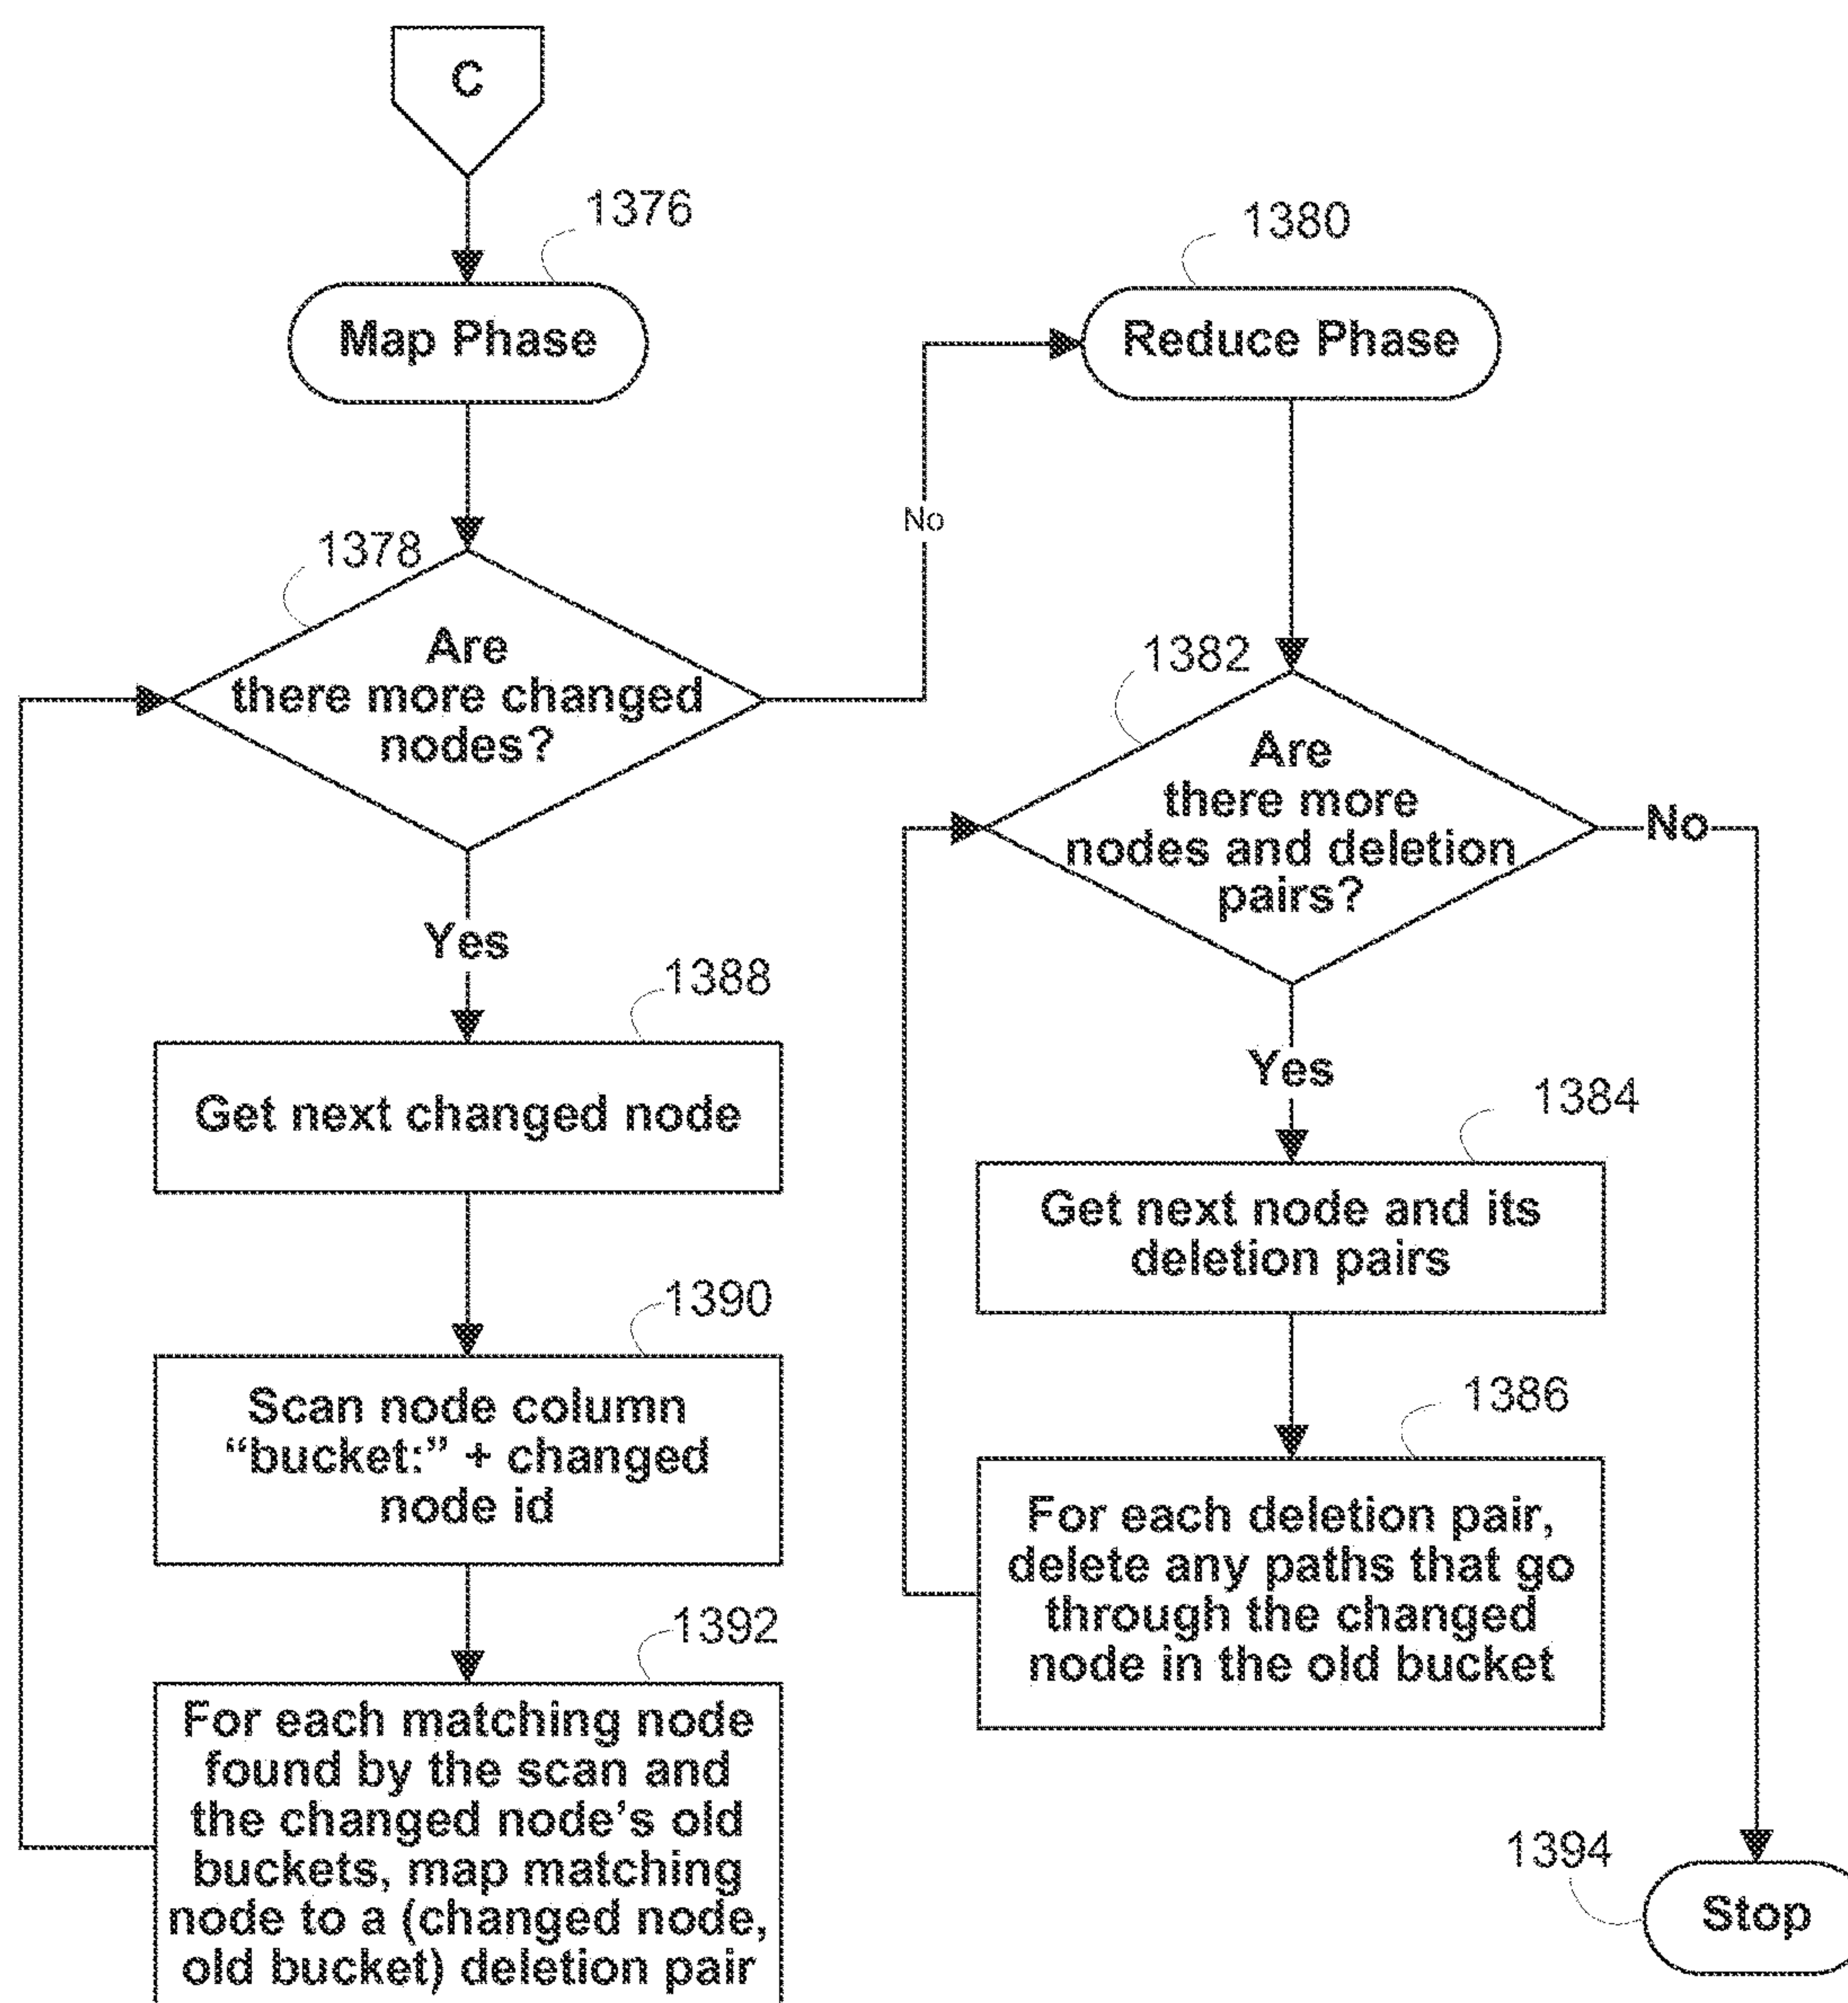 C
1376
Map Phase
1378
Are
there more changed
nodes?
No
Yes
1388
Get next changed node
1390
Scan node column
“bucket:” + changed
node id
1392
For each matching node
found by the scan and
the changed node’s old
buckets, map matching
node to a (changed node,
old bucket) deletion pair
1380
Reduce Phase
1382
Are
there more
nodes and deletion
pairs?
No
Yes
1384
Get next node and its
deletion pairs
1386
For each deletion pair,
delete any paths that go
through the changed
node in the old bucket
1394
Stop